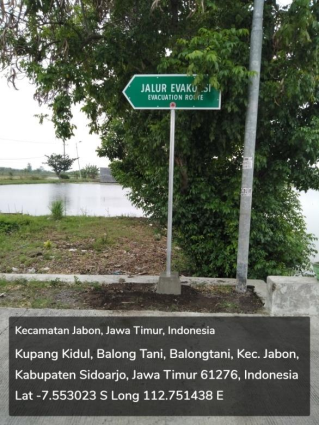 JALUR EVAKUASI
EVACUATION ROUTE
Kecamatan Jabon, Jawa Timur, Indonesia
Kupang Kidul, Balong Tani, Balongtani, Kec. Jabon,
Kabupaten Sidoarjo, Jawa Timur 61276, Indonesia
Lat -7.553023 S Long 112.751438 E